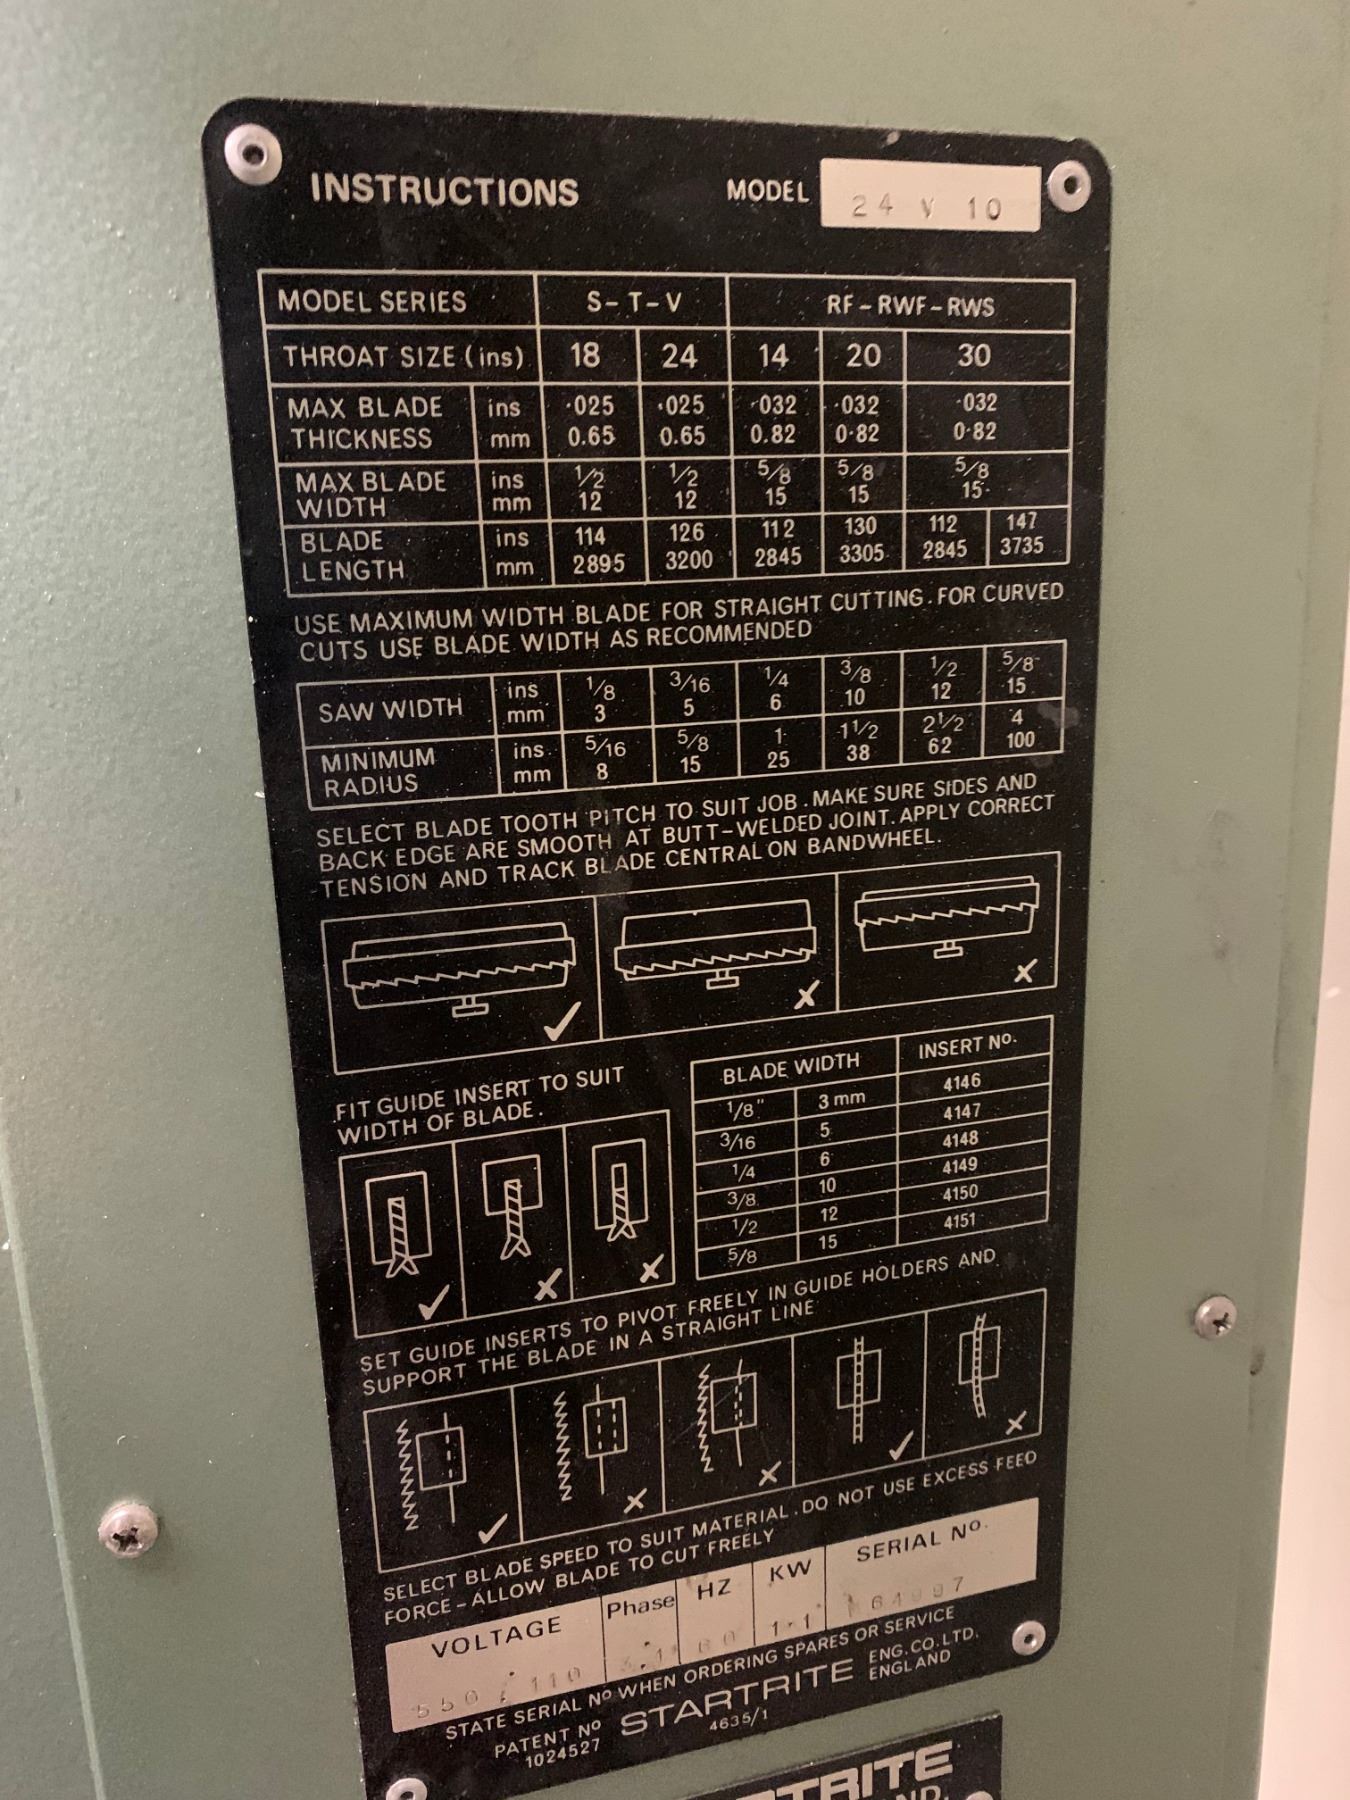 INSTRUCTIONS MODEL 24 V 10
MODEL SERIES S-T-V RF-RWF-RWS
THROAT SIZE (ins) 18 24 14 20 30
MAX BLADE THICKNESS ins ·025 ·025 ·032 ·032 ·032
mm 0.65 0.65 0.82 0·82 0·82
MAX BLADE WIDTH ins 1/2 1/2 5/8 5/8 5/8
mm 12 12 15 15 15
BLADE LENGTH ins 114 126 112 130 112 147
mm 2895 3200 2845 3305 2845 3735
USE MAXIMUM WIDTH BLADE FOR STRAIGHT CUTTING. FOR CURVED
CUTS USE BLADE WIDTH AS RECOMMENDED
SAW WIDTH ins 1/8 3/16 1/4 3/8 1/2 5/8
mm 3 5 6 10 12 15
MINIMUM RADIUS ins 5/16 5/8 1 1 1/2 2 1/2 4
mm 8 15 25 38 62 100
SELECT BLADE TOOTH PITCH TO SUIT JOB. MAKE SURE SIDES AND
BACK EDGE ARE SMOOTH AT BUTT-WELDED JOINT. APPLY CORRECT
TENSION AND TRACK BLADE CENTRAL ON BANDWHEEL.
FIT GUIDE INSERT TO SUIT
WIDTH OF BLADE.
BLADE WIDTH INSERT No.
1/8" 3 mm 4146
3/16 5 4147
1/4 6 4148
3/8 10 4149
1/2 12 4150
5/8 15 4151
SET GUIDE INSERTS TO PIVOT FREELY IN GUIDE HOLDERS AND
SUPPORT THE BLADE IN A STRAIGHT LINE
SELECT BLADE SPEED TO SUIT MATERIAL. DO NOT USE EXCESS FEED
FORCE - ALLOW BLADE TO CUT FREELY
VOLTAGE Phase HZ KW SERIAL No.
110 60 1·1
STATE SERIAL No WHEN ORDERING SPARES OR SERVICE
PATENT No
1024527
STARTRITE ENG. CO. LTD.
ENGLAND
4635/1